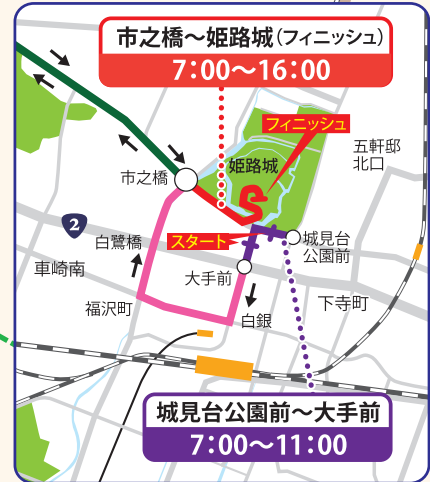 市之橋～姫路城(フィニッシュ)
7:00～16:00
フィニッシュ
五軒邸
北口
姫路城
市之橋
2
白鷺橋
スタート
城見台
公園前
車崎南
大手前
福沢町
下寺町
白銀
城見台公園前～大手前
7:00～11:00